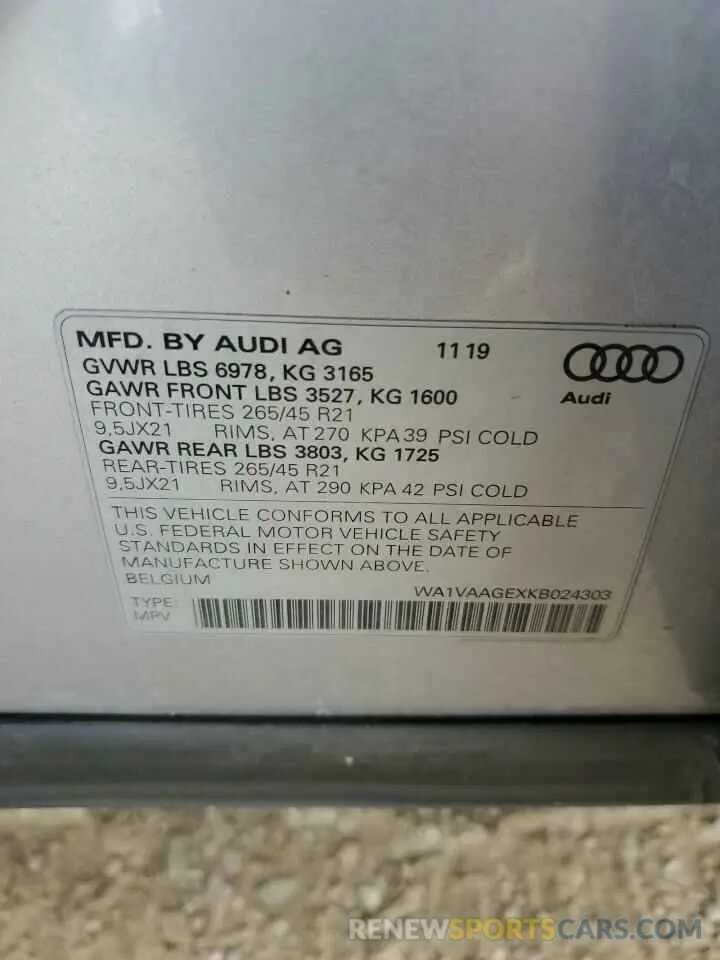 MFD. BY AUDI AG 11 19
GVWR LBS 6978, KG 3165
GAWR FRONT LBS 3527, KG 1600
Audi
FRONT-TIRES 265/45 R21
9,5JX21 RIMS, AT 270 KPA 39 PSI COLD
GAWR REAR LBS 3803, KG 1725
REAR-TIRES 265/45 R21
9,5JX21 RIMS, AT 290 KPA 42 PSI COLD
THIS VEHICLE CONFORMS TO ALL APPLICABLE
U.S. FEDERAL MOTOR VEHICLE SAFETY
STANDARDS IN EFFECT ON THE DATE OF
MANUFACTURE SHOWN ABOVE.
BELGIUM
WA1VAAGEXKB024303
TYPE:
MPV
RENEWSPORTSCARS.COM